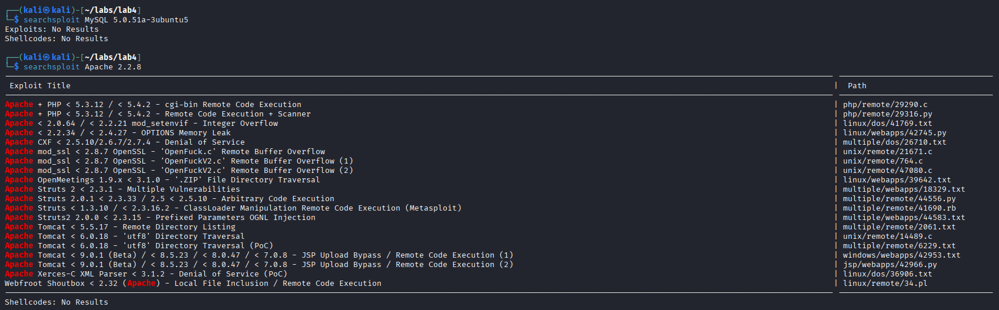 ┌──(kali㉿kali)-[~/labs/lab4]
└─$ searchsploit MySQL 5.0.51a-3ubuntu5
Exploits: No Results
Shellcodes: No Results
┌──(kali㉿kali)-[~/labs/lab4]
└─$ searchsploit Apache 2.2.8
Exploit Title | Path
Apache + PHP < 5.3.12 / < 5.4.2 - cgi-bin Remote Code Execution | php/remote/29290.c
Apache + PHP < 5.3.12 / < 5.4.2 - Remote Code Execution + Scanner | php/remote/29316.py
Apache < 2.0.64 / < 2.2.21 mod_setenvif - Integer Overflow | linux/dos/41769.txt
Apache < 2.2.34 / < 2.4.27 - OPTIONS Memory Leak | linux/webapps/42745.py
Apache CXF < 2.5.10/2.6.7/2.7.4 - Denial of Service | multiple/dos/26710.txt
Apache mod_ssl < 2.8.7 OpenSSL - 'OpenFuck.c' Remote Buffer Overflow | unix/remote/21671.c
Apache mod_ssl < 2.8.7 OpenSSL - 'OpenFuckV2.c' Remote Buffer Overflow (1) | unix/remote/764.c
Apache mod_ssl < 2.8.7 OpenSSL - 'OpenFuckV2.c' Remote Buffer Overflow (2) | unix/remote/47080.c
Apache OpenMeetings 1.9.x < 3.1.0 - '.ZIP' File Directory Traversal | linux/webapps/39642.txt
Apache Struts 2 < 2.3.1 - Multiple Vulnerabilities | multiple/webapps/18329.txt
Apache Struts 2.0.1 < 2.3.33 / 2.5 < 2.5.10 - Arbitrary Code Execution | multiple/remote/44556.py
Apache Struts < 1.3.10 / < 2.3.16.2 - ClassLoader Manipulation Remote Code Execution (Metasploit) | multiple/remote/41690.rb
Apache Struts2 2.0.0 < 2.3.15 - Prefixed Parameters OGNL Injection | multiple/webapps/44583.txt
Apache Tomcat < 5.5.17 - Remote Directory Listing | multiple/remote/2061.txt
Apache Tomcat < 6.0.18 - 'utf8' Directory Traversal | unix/remote/14489.c
Apache Tomcat < 6.0.18 - 'utf8' Directory Traversal (PoC) | multiple/remote/6229.txt
Apache Tomcat < 9.0.1 (Beta) / < 8.5.23 / < 8.0.47 / < 7.0.8 - JSP Upload Bypass / Remote Code Execution (1) | windows/webapps/42953.txt
Apache Tomcat < 9.0.1 (Beta) / < 8.5.23 / < 8.0.47 / < 7.0.8 - JSP Upload Bypass / Remote Code Execution (2) | jsp/webapps/42966.py
Apache Xerces-C XML Parser < 3.1.2 - Denial of Service (PoC) | linux/dos/36906.txt
Webfroot Shoutbox < 2.32 (Apache) - Local File Inclusion / Remote Code Execution | linux/remote/34.pl
Shellcodes: No Results